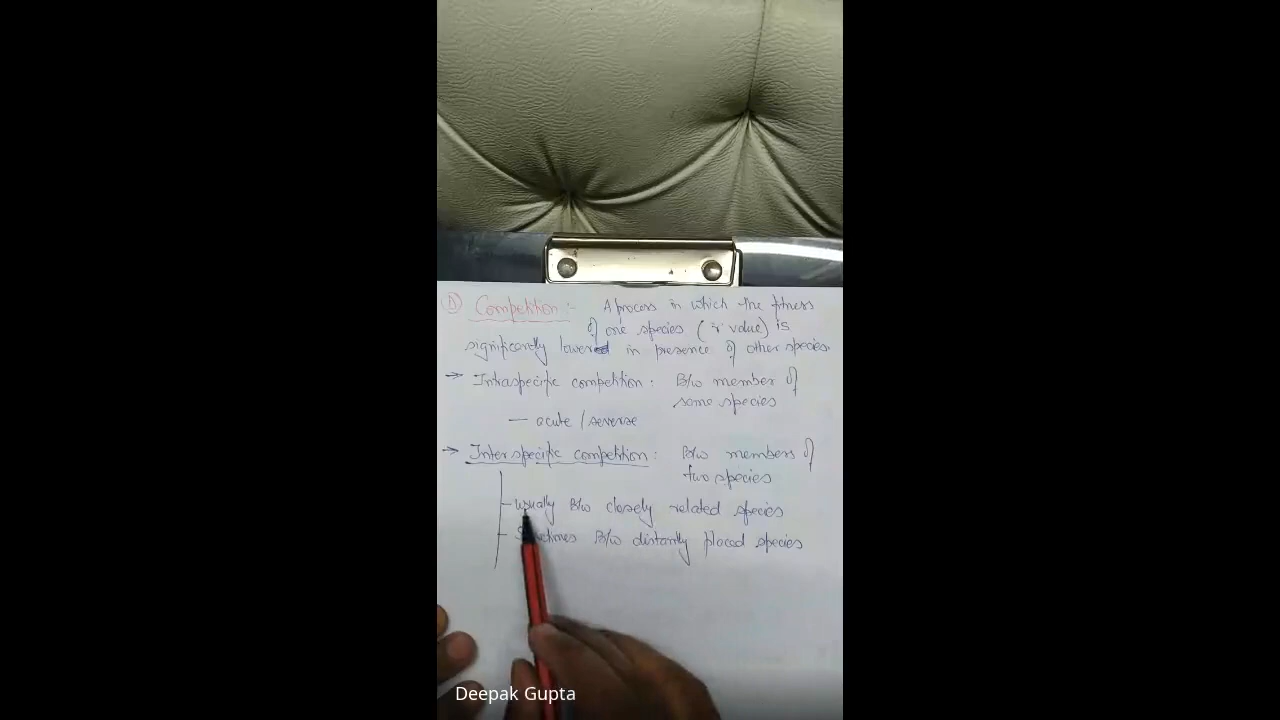 D Competition :- A process in which the fitness
of one species ('r' value) is
significantly lowered in presence of other species.
→ Intraspecific competition : B/w member of
same species
— acute / severse
→ Interspecific competition : B/w members of
two species
- usually B/w closely related species
- Sometimes B/w distantly placed species
Deepak Gupta